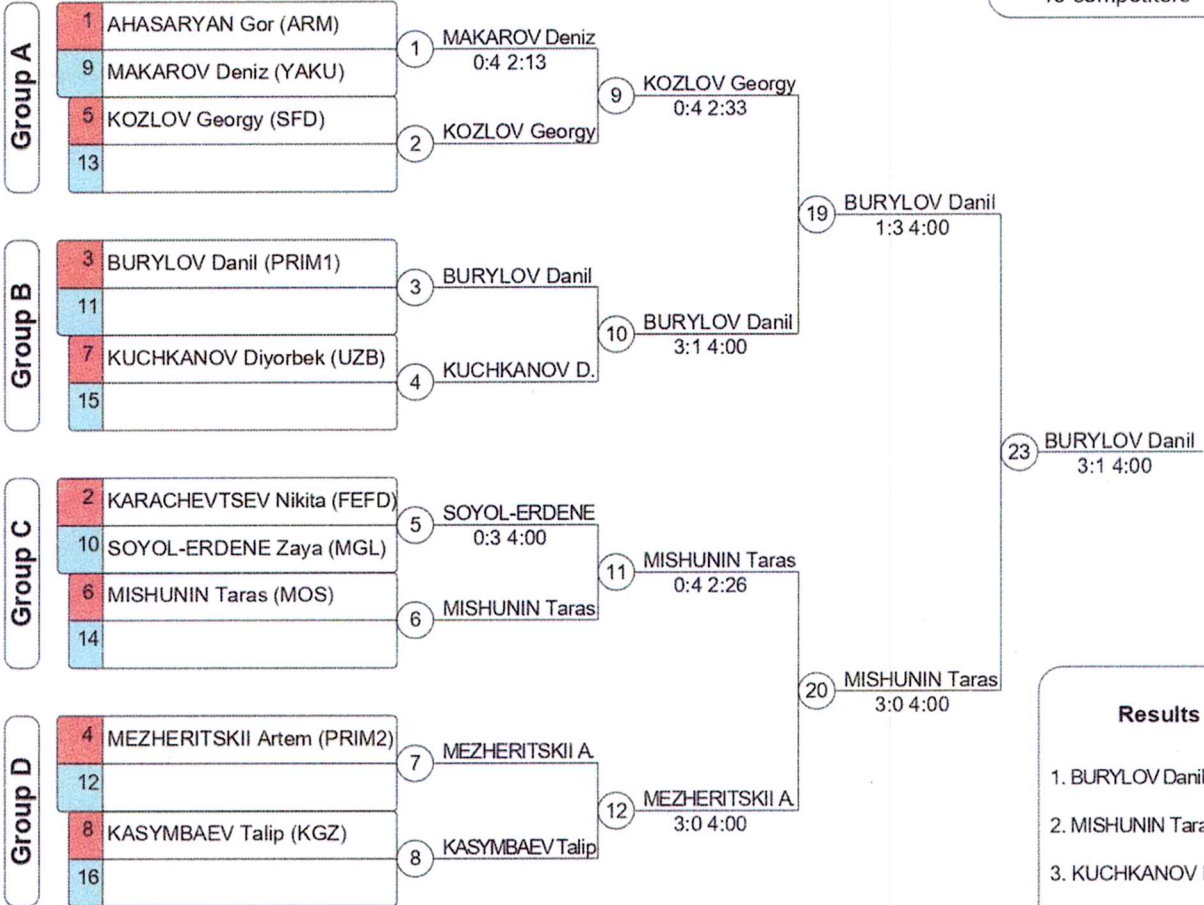 Group A
1 AHASARYAN Gor (ARM)
9 MAKAROV Deniz (YAKU)
5 KOZLOV Georgy (SFD)
13
1 MAKAROV Deniz
0:4 2:13
2 KOZLOV Georgy
9 KOZLOV Georgy
0:4 2:33
Group B
3 BURYLOV Danil (PRIM1)
11
7 KUCHKANOV Diyorbek (UZB)
15
3 BURYLOV Danil
4 KUCHKANOV D.
10 BURYLOV Danil
3:1 4:00
19 BURYLOV Danil
1:3 4:00
Group C
2 KARACHEVTSEV Nikita (FEFD)
10 SOYOL-ERDENE Zaya (MGL)
6 MISHUNIN Taras (MOS)
14
5 SOYOL-ERDENE
0:3 4:00
6 MISHUNIN Taras
11 MISHUNIN Taras
0:4 2:26
Group D
4 MEZHERITSKII Artem (PRIM2)
12
8 KASYMBAEV Talip (KGZ)
16
7 MEZHERITSKII A.
8 KASYMBAEV Talip
12 MEZHERITSKII A.
3:0 4:00
20 MISHUNIN Taras
3:0 4:00
23 BURYLOV Danil
3:1 4:00
Results
1. BURYLOV Danil
2. MISHUNIN Tara
3. KUCHKANOV